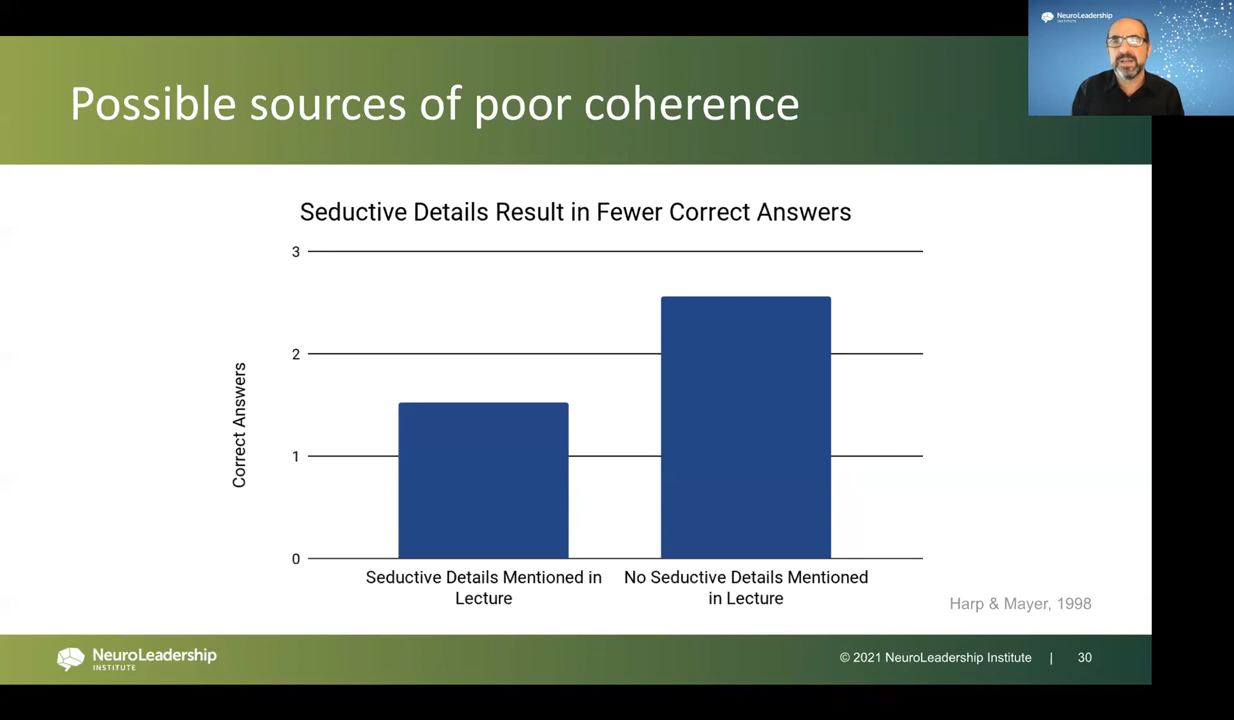 NeuroLeadership
INSTITUTE
Possible sources of poor coherence
Seductive Details Result in Fewer Correct Answers
3
2
1
0
Correct Answers
Seductive Details Mentioned in
Lecture
No Seductive Details Mentioned
in Lecture
Harp & Mayer, 1998
NeuroLeadership
INSTITUTE
© 2021 NeuroLeadership Institute | 30